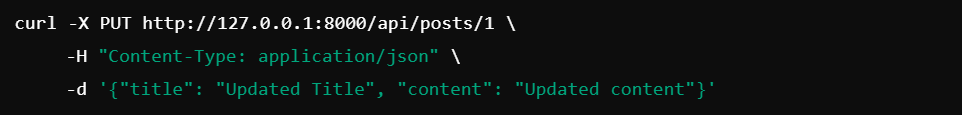 curl -X PUT http://127.0.0.1:8000/api/posts/1 \
-H "Content-Type: application/json" \
-d '{"title": "Updated Title", "content": "Updated content"}'